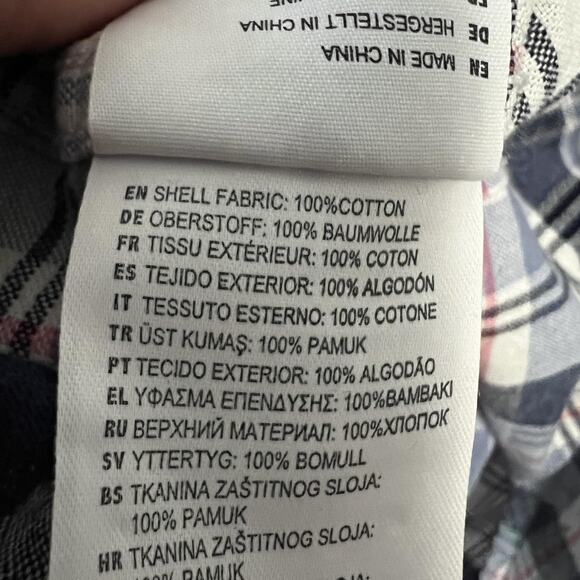 EN MADE IN CHINA
DE HERGESTELLT IN CHINA
EN SHELL FABRIC: 100%COTTON
DE OBERSTOFF: 100% BAUMWOLLE
FR TISSU EXTÉRIEUR: 100% COTON
ES TEJIDO EXTERIOR: 100% ALGODÓN
IT TESSUTO ESTERNO: 100% COTONE
TR ÜST KUMAŞ: 100% PAMUK
PT TECIDO EXTERIOR: 100% ALGODÃO
EL ΥΦΑΣΜΑ ΕΠΕΝΔΥΣΗΣ: 100%ΒΑΜΒΑΚΙ
RU ВЕРХНИЙ МАТЕРИАЛ: 100%ХЛОПОК
SV YTTERTYG: 100% BOMULL
BS TKANINA ZAŠTITNOG SLOJA:
100% PAMUK
HR TKANINA ZAŠTITNOG SLOJA:
100% PAMUK